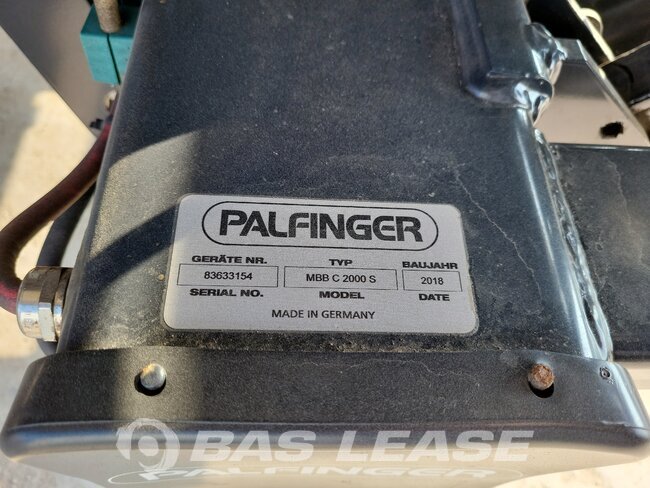 PALFINGER
GERÄTE NR. TYP BAUJAHR
83633154 MBB C 2000 S 2018
SERIAL NO. MODEL DATE
MADE IN GERMANY
BAS LEASE
PALFINGER